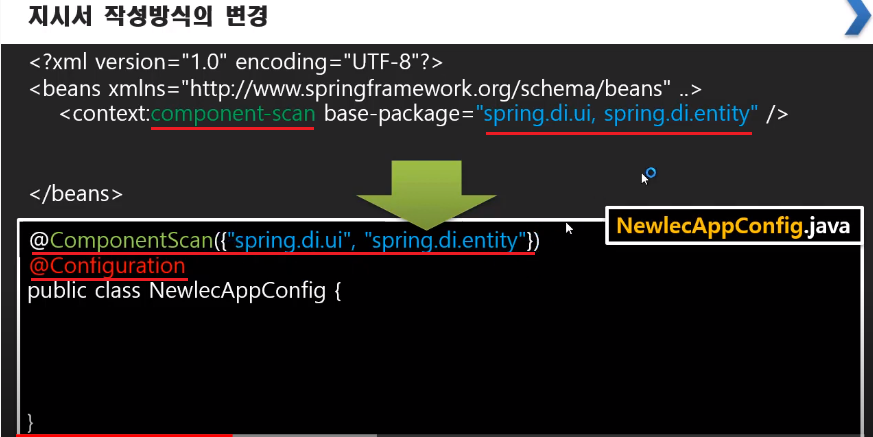 지시서 작성방식의 변경
<?xml version="1.0" encoding="UTF-8"?>
<beans xmlns="http://www.springframework.org/schema/beans" ..>
<context:component-scan base-package="spring.di.ui, spring.di.entity" />
</beans>
NewlecAppConfig.java
@ComponentScan({"spring.di.ui", "spring.di.entity"})
@Configuration
public class NewlecAppConfig {
}